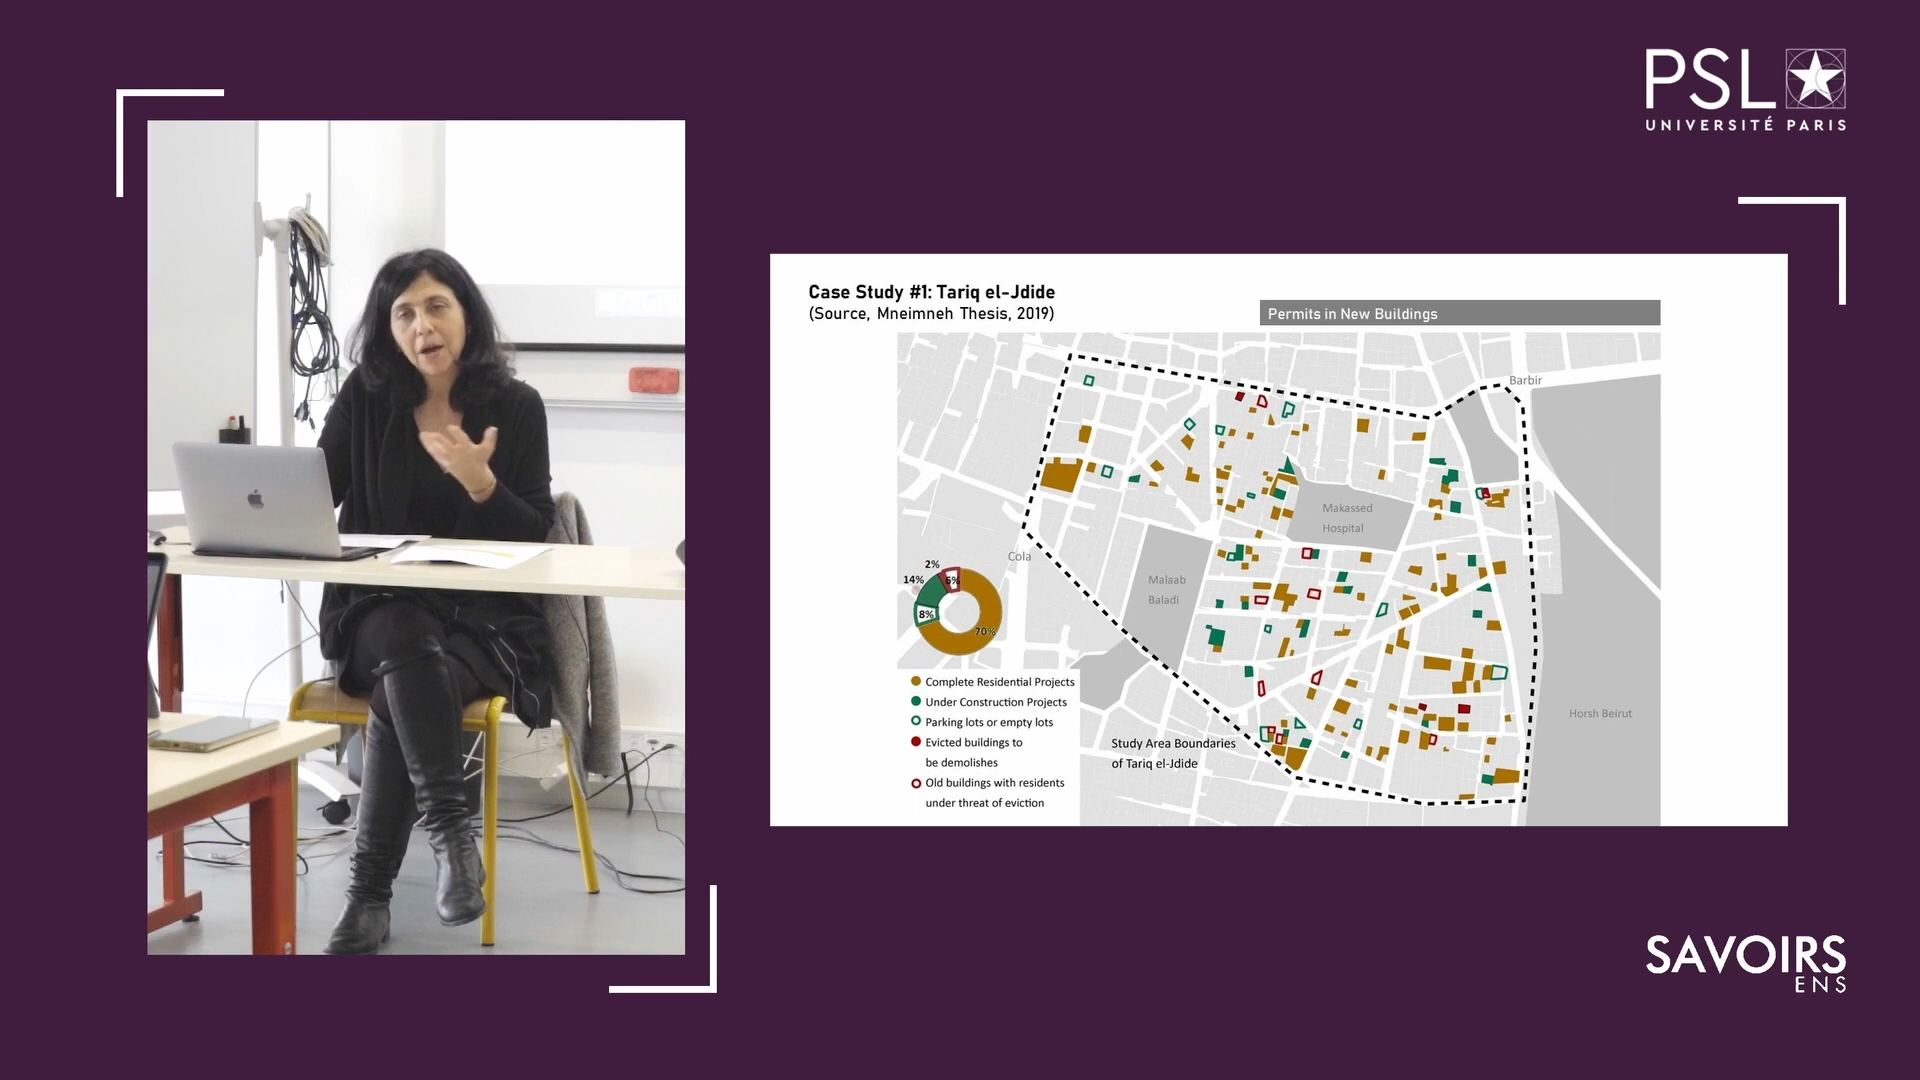 PSL
UNIVERSITÉ PARIS
Case Study #1: Tariq el-Jdide
(Source, Mneimneh Thesis, 2019)
Permits in New Buildings
Barbir
Makassed
Hospital
Cola
Malaab
Baladi
2%
14%
6%
8%
70%
Complete Residential Projects
Under Construction Projects
Parking lots or empty lots
Evicted buildings to
be demolishes
Old buildings with residents
under threat of eviction
Study Area Boundaries
of Tariq el-Jdide
Horsh Beirut
SAVOIRS
ENS